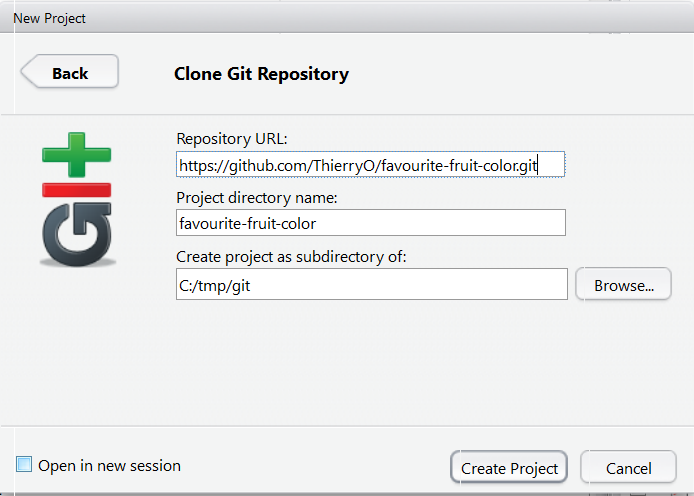 New Project
Back
Clone Git Repository
Repository URL:
https://github.com/ThierryO/favourite-fruit-color.git
Project directory name:
favourite-fruit-color
Create project as subdirectory of:
C:/tmp/git
Browse...
Open in new session
Create Project
Cancel